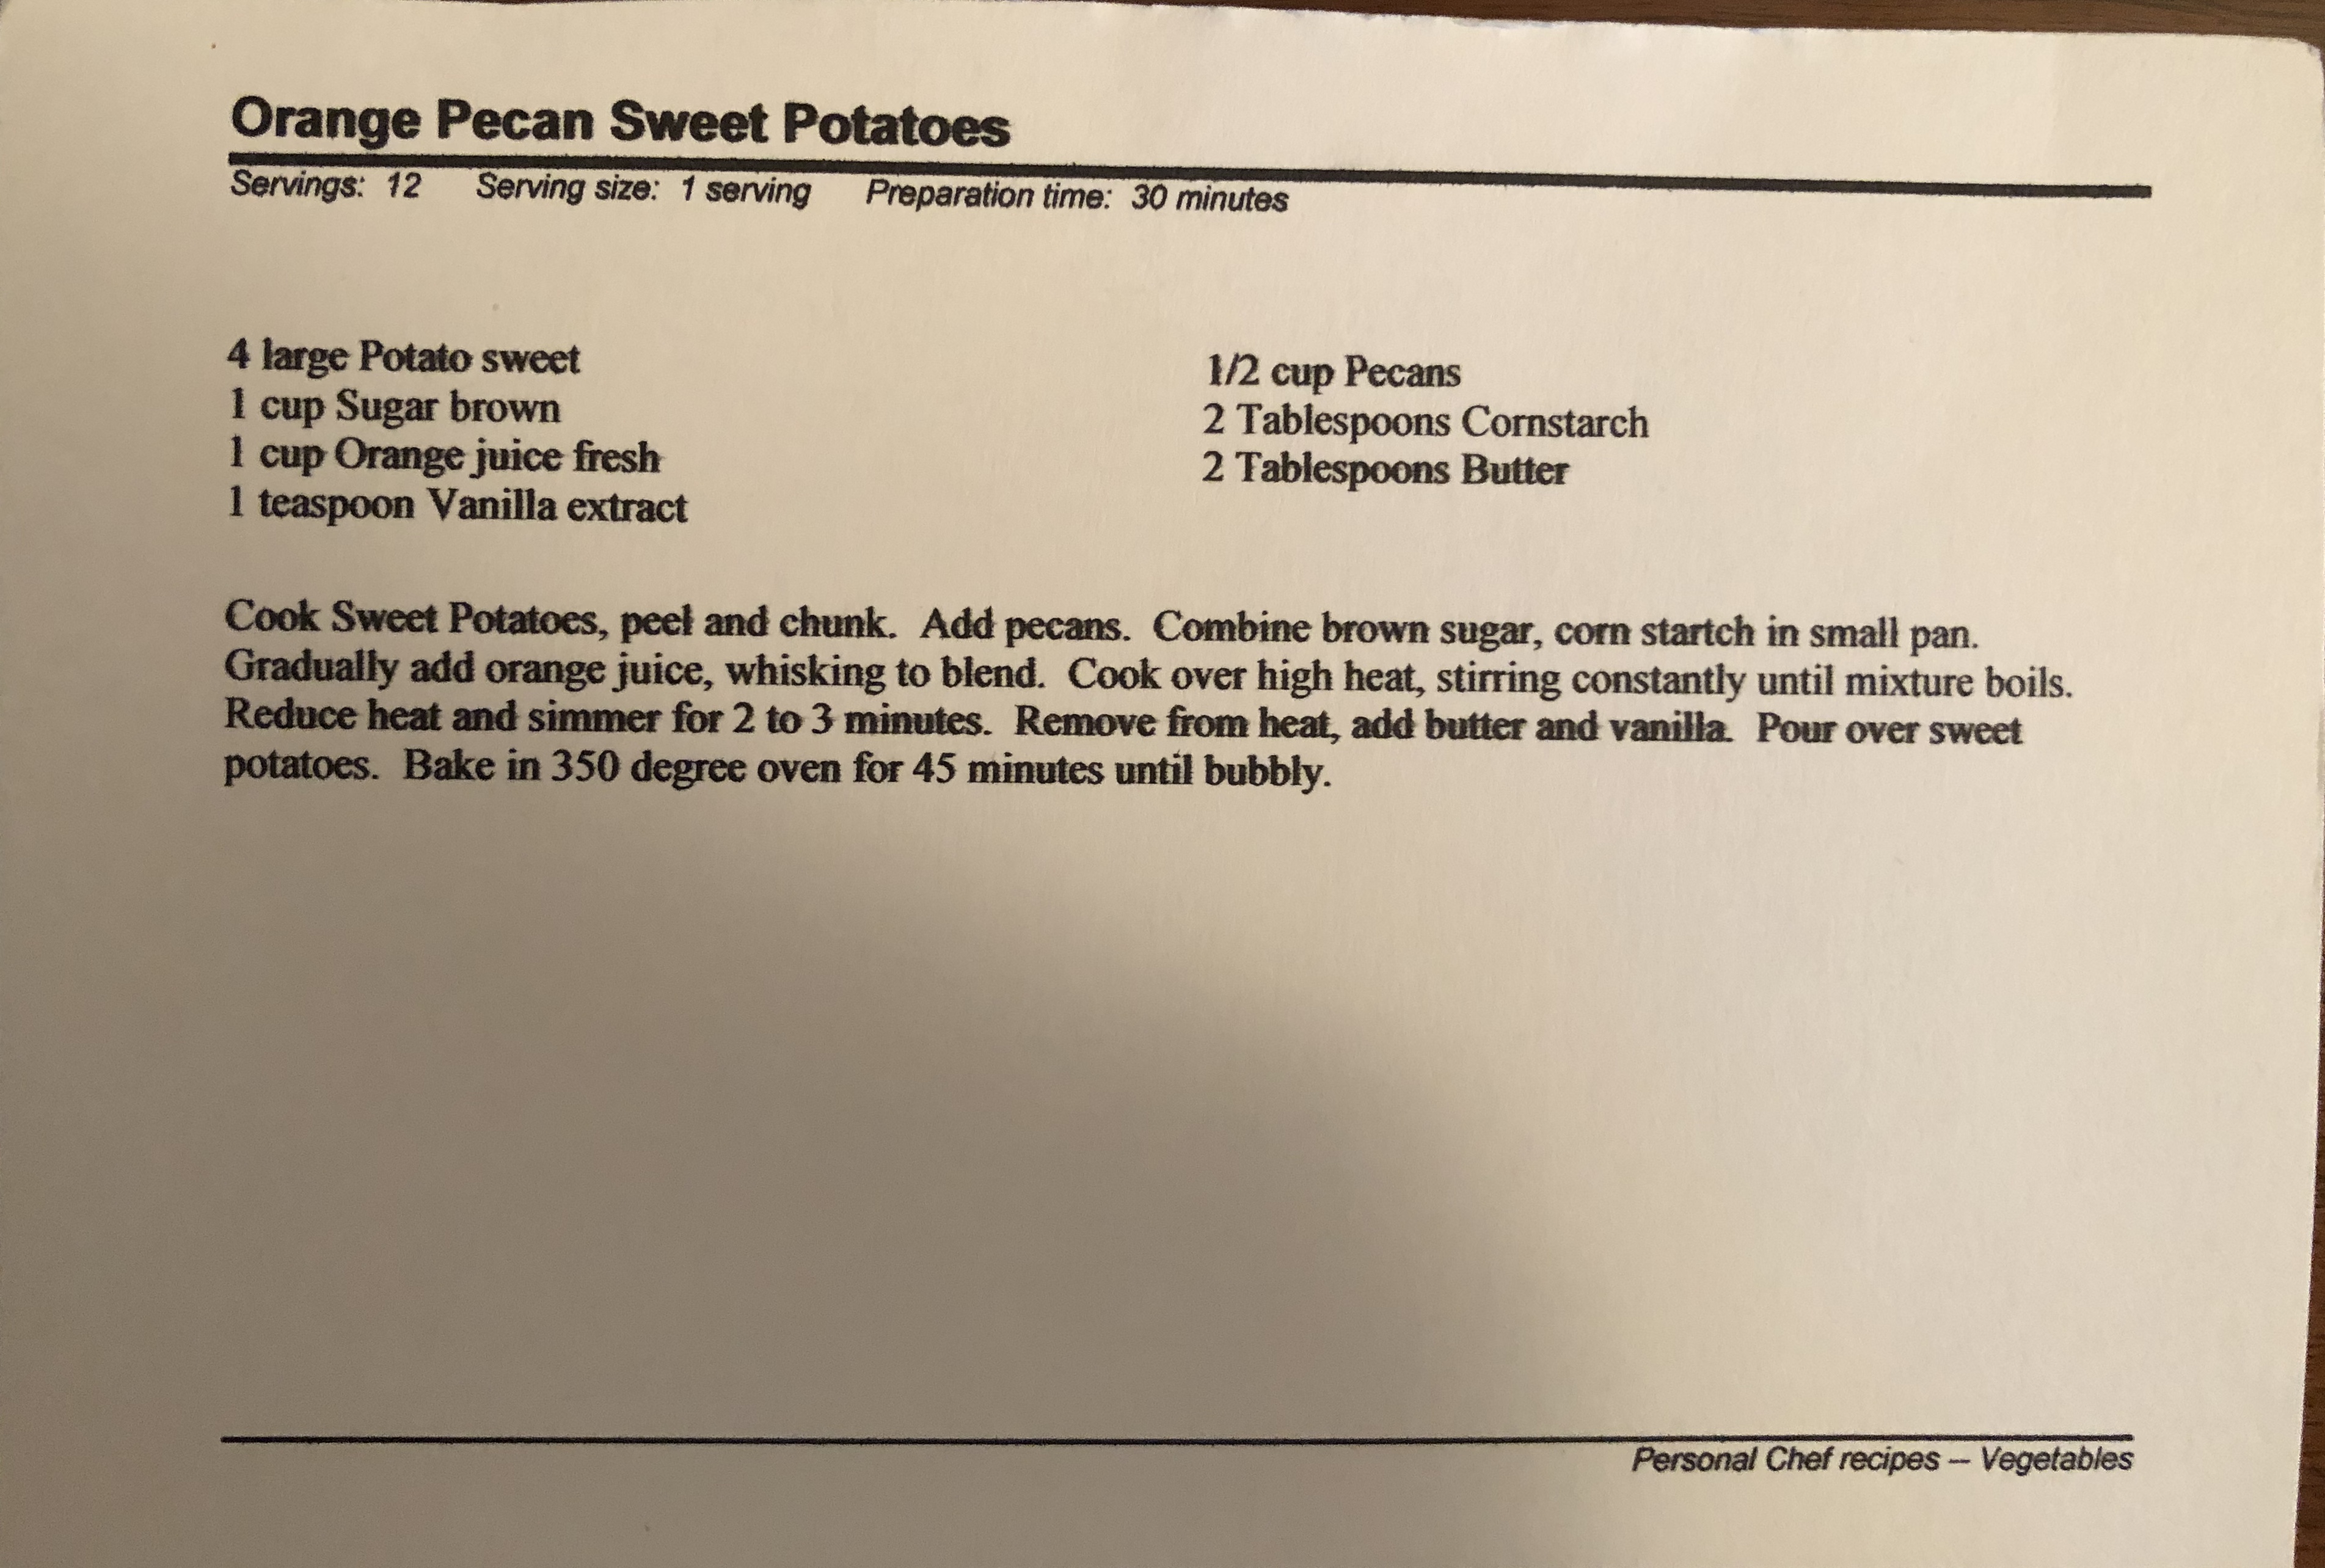 Orange Pecan Sweet Potatoes
Servings: 12 Serving size: 1 serving Preparation time: 30 minutes
4 large Potato sweet
1 cup Sugar brown
1 cup Orange juice fresh
1 teaspoon Vanilla extract
1/2 cup Pecans
2 Tablespoons Cornstarch
2 Tablespoons Butter
Cook Sweet Potatoes, peel and chunk. Add pecans. Combine brown sugar, corn startch in small pan.
Gradually add orange juice, whisking to blend. Cook over high heat, stirring constantly until mixture boils.
Reduce heat and simmer for 2 to 3 minutes. Remove from heat, add butter and vanilla. Pour over sweet
potatoes. Bake in 350 degree oven for 45 minutes until bubbly.
Personal Chef recipes – Vegetables